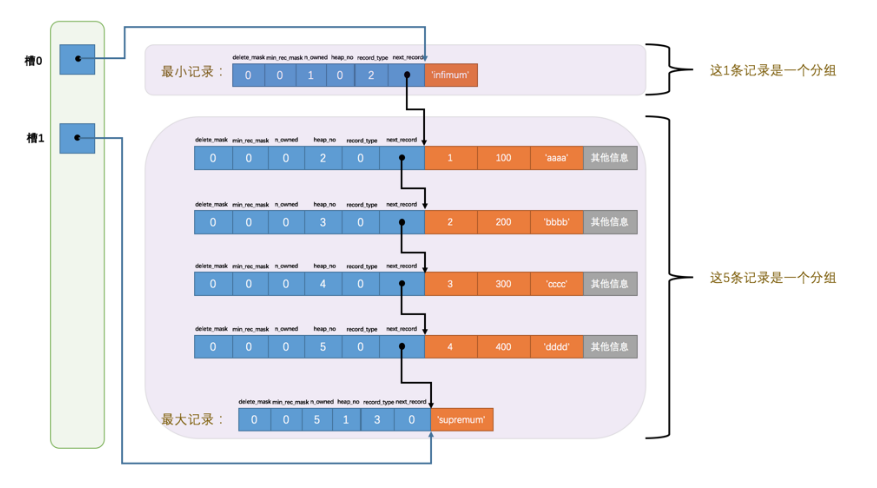 槽0
delete_mask min_rec_mask n_owned heap_no record_type next_record
最小记录： 0 0 1 0 2 'infimum'
这1条记录是一个分组
槽1
delete_mask min_rec_mask n_owned heap_no record_type next_record
0 0 0 2 0 1 100 'aaaa' 其他信息
delete_mask min_rec_mask n_owned heap_no record_type next_record
0 0 0 3 0 2 200 'bbbb' 其他信息
delete_mask min_rec_mask n_owned heap_no record_type next_record
0 0 0 4 0 3 300 'cccc' 其他信息
这5条记录是一个分组
delete_mask min_rec_mask n_owned heap_no record_type next_record
0 0 0 5 0 4 400 'dddd' 其他信息
delete_mask min_rec_mask n_owned heap_no record_type next_record
最大记录： 0 0 5 1 3 0 'supremum'